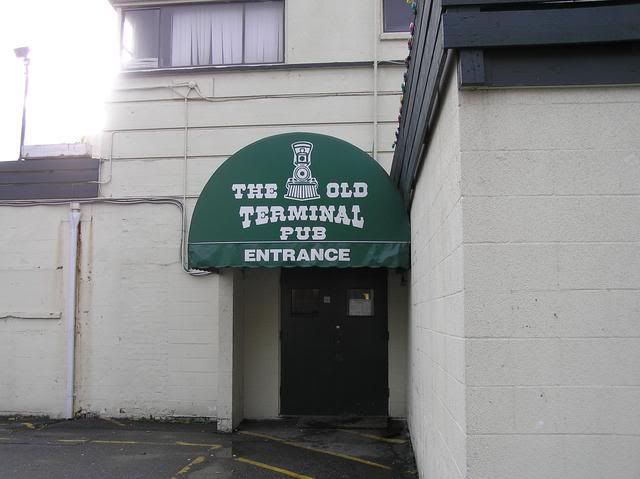 THE OLD
TERMINAL
PUB
ENTRANCE